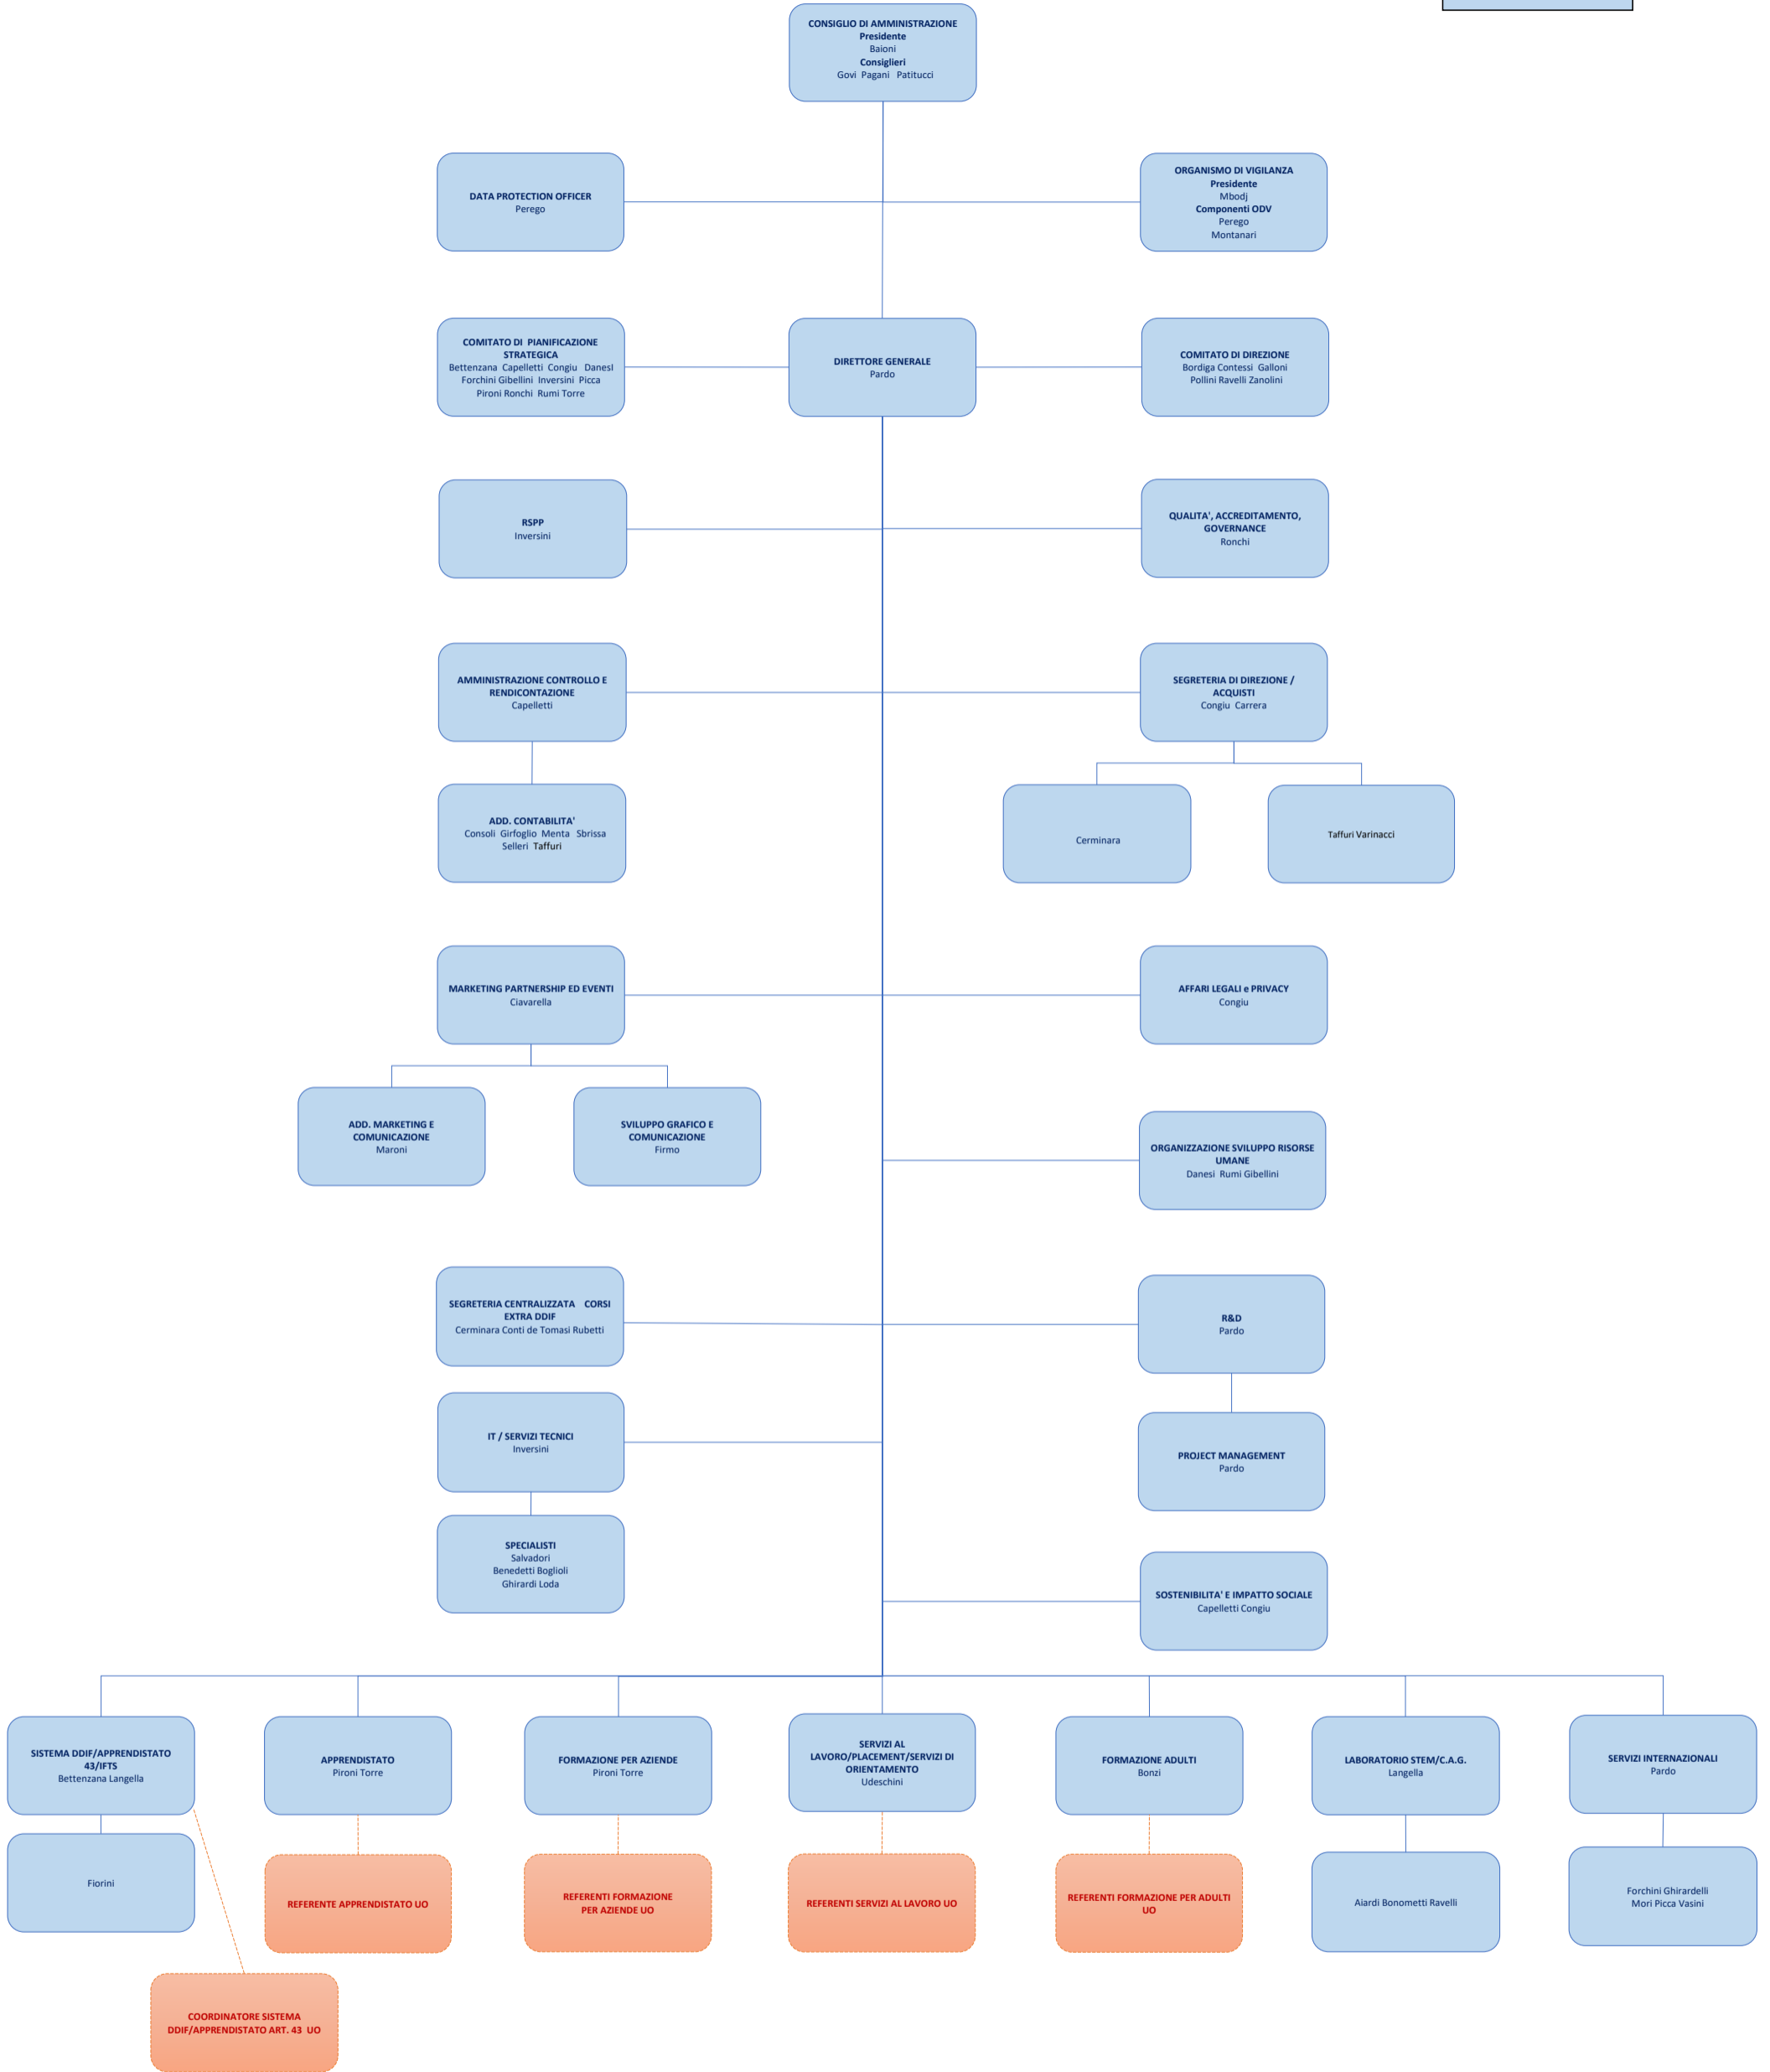 CONSIGLIO DI AMMINISTRAZIONE
Presidente
Baioni
Consiglieri
Govi Pagani Patitucci
DATA PROTECTION OFFICER
Perego
ORGANISMO DI VIGILANZA
Presidente
Mbodj
Componenti ODV
Perego
Montanari
COMITATO DI PIANIFICAZIONE
STRATEGICA
Bettenzana Capelletti Congiu DanesI
Forchini Gibellini Inversini Picca
Pironi Ronchi Rumi Torre
DIRETTORE GENERALE
Pardo
COMITATO DI DIREZIONE
Bordiga Contessi Galloni
Pollini Ravelli Zanolini
RSPP
Inversini
QUALITA', ACCREDITAMENTO,
GOVERNANCE
Ronchi
AMMINISTRAZIONE CONTROLLO E
RENDICONTAZIONE
Capelletti
SEGRETERIA DI DIREZIONE /
ACQUISTI
Congiu Carrera
ADD. CONTABILITA'
Consoli Girfoglio Menta Sbrissa
Selleri Taffuri
Cerminara
Taffuri Varinacci
MARKETING PARTNERSHIP ED EVENTI
Ciavarella
AFFARI LEGALI e PRIVACY
Congiu
ADD. MARKETING E
COMUNICAZIONE
Maroni
SVILUPPO GRAFICO E
COMUNICAZIONE
Firmo
ORGANIZZAZIONE SVILUPPO RISORSE
UMANE
Danesi Rumi Gibellini
SEGRETERIA CENTRALIZZATA CORSI
EXTRA DDIF
Cerminara Conti de Tomasi Rubetti
R&D
Pardo
IT / SERVIZI TECNICI
Inversini
PROJECT MANAGEMENT
Pardo
SPECIALISTI
Salvadori
Benedetti Boglioli
Ghirardi Loda
SOSTENIBILITA' E IMPATTO SOCIALE
Capelletti Congiu
SISTEMA DDIF/APPRENDISTATO
43/IFTS
Bettenzana Langella
APPRENDISTATO
Pironi Torre
FORMAZIONE PER AZIENDE
Pironi Torre
SERVIZI AL
LAVORO/PLACEMENT/SERVIZI DI
ORIENTAMENTO
Udeschini
FORMAZIONE ADULTI
Bonzi
LABORATORIO STEM/C.A.G.
Langella
SERVIZI INTERNAZIONALI
Pardo
Fiorini
REFERENTE APPRENDISTATO UO
REFERENTI FORMAZIONE
PER AZIENDE UO
REFERENTI SERVIZI AL LAVORO UO
REFERENTI FORMAZIONE PER ADULTI
UO
Aiardi Bonometti Ravelli
Forchini Ghirardelli
Mori Picca Vasini
COORDINATORE SISTEMA
DDIF/APPRENDISTATO ART. 43 UO